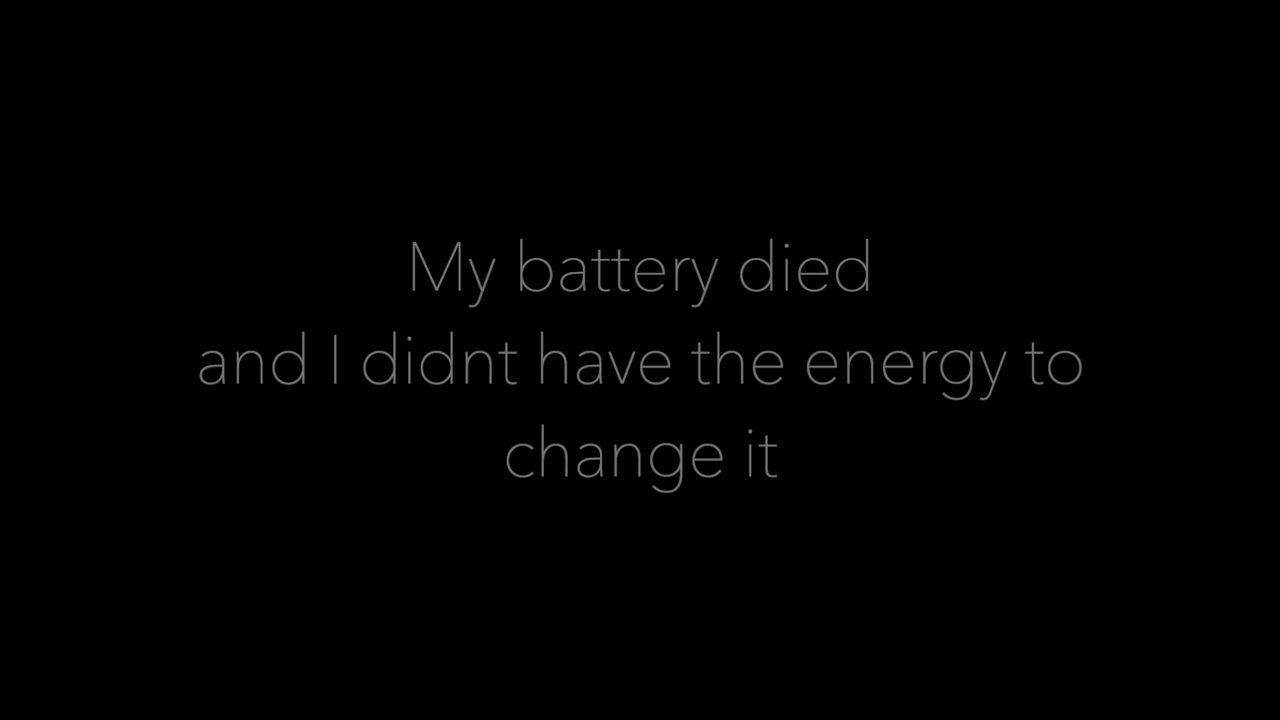 My battery died
and I didnt have the energy to
change it